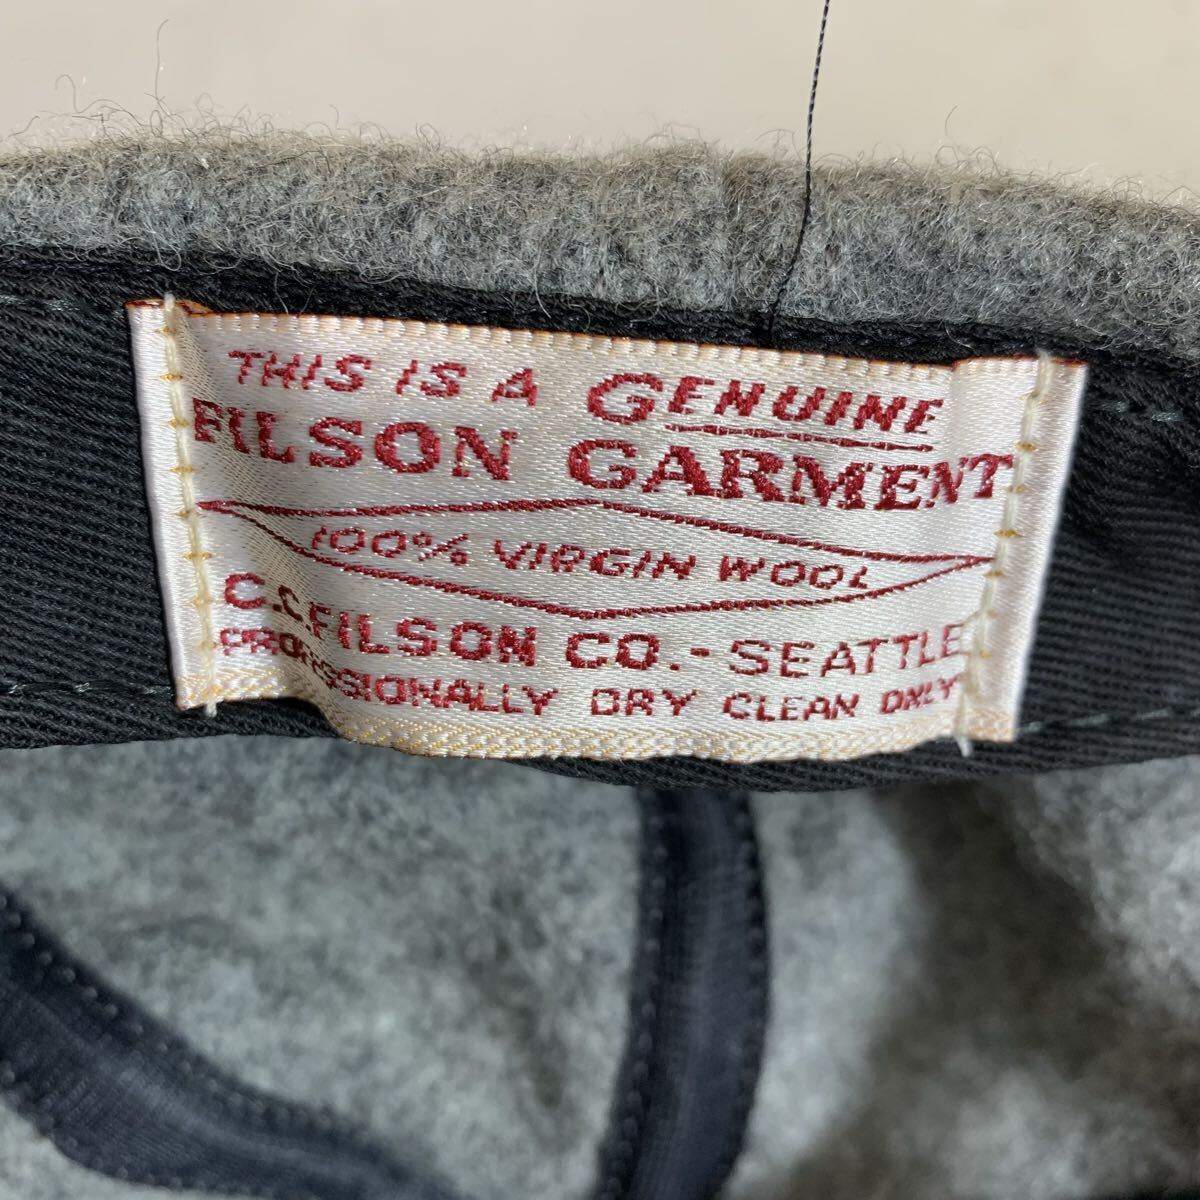 THIS IS A GENUINE
FILSON GARMENT
100% VIRGIN WOOL
C.C.FILSON CO.-SEATTLE
PROFESSIONALLY DRY CLEAN ONLY